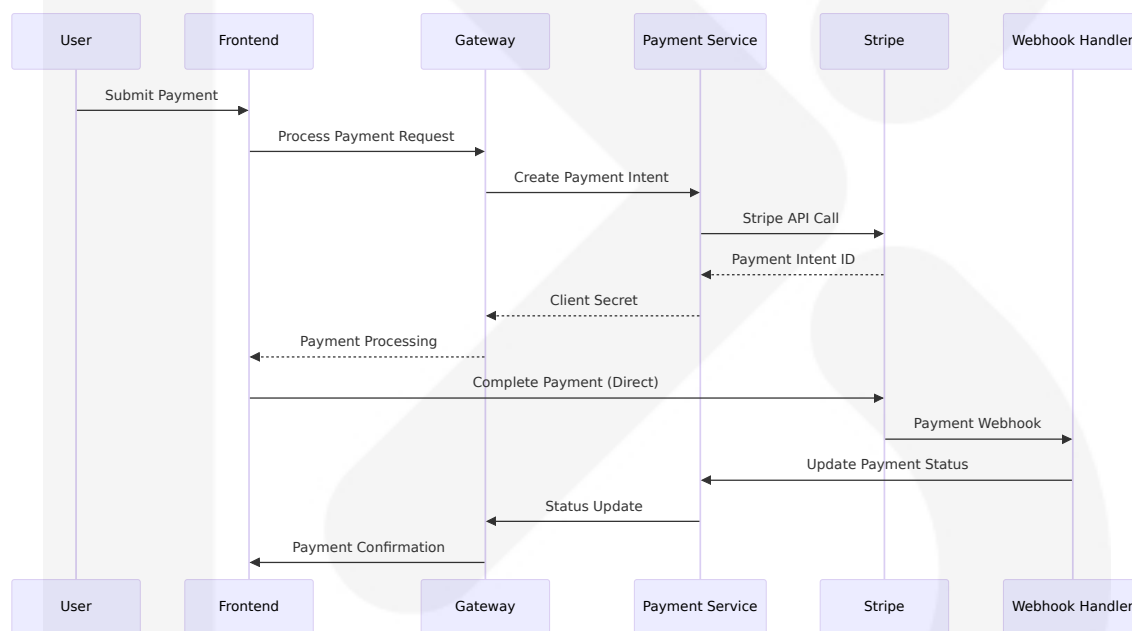 User
Frontend
Gateway
Payment Service
Stripe
Webhook Handler
Submit Payment
Process Payment Request
Create Payment Intent
Stripe API Call
Payment Intent ID
Client Secret
Payment Processing
Complete Payment (Direct)
Payment Webhook
Update Payment Status
Status Update
Payment Confirmation
User
Frontend
Gateway
Payment Service
Stripe
Webhook Handler